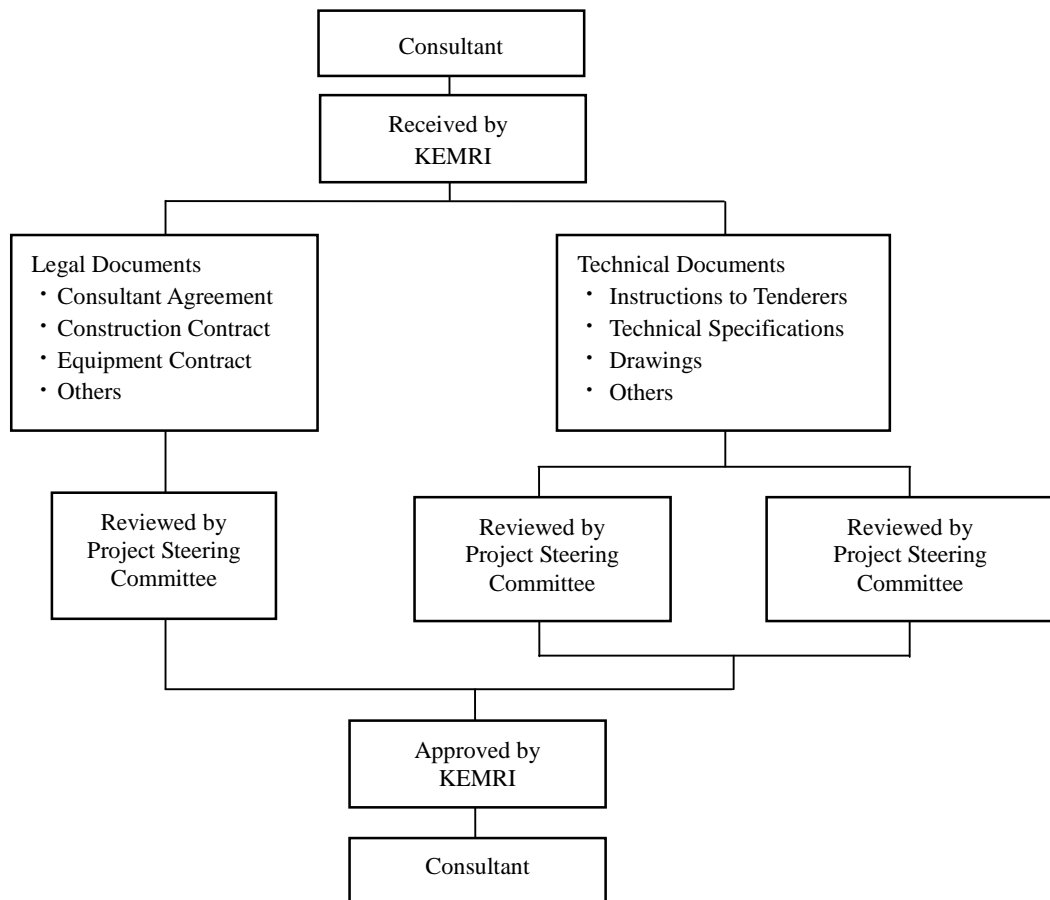 Consultant
Received by
KEMRI
Legal Documents
・ Consultant Agreement
・ Construction Contract
・ Equipment Contract
・ Others
Technical Documents
・ Instructions to Tenderers
・ Technical Specifications
・ Drawings
・ Others
Reviewed by
Project Steering
Committee
Reviewed by
Project Steering
Committee
Reviewed by
Project Steering
Committee
Approved by
KEMRI
Consultant